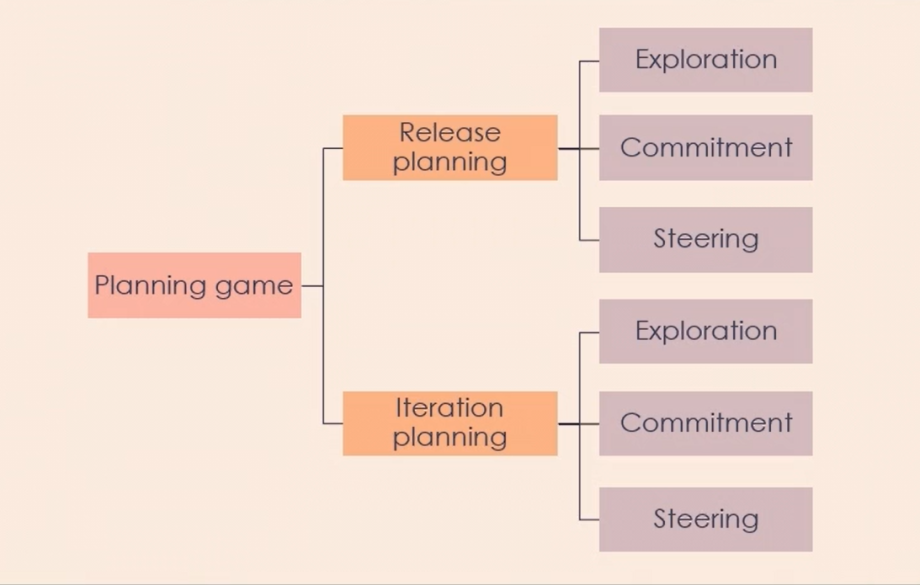 Planning game
Release
planning
Exploration
Commitment
Steering
Iteration
planning
Exploration
Commitment
Steering